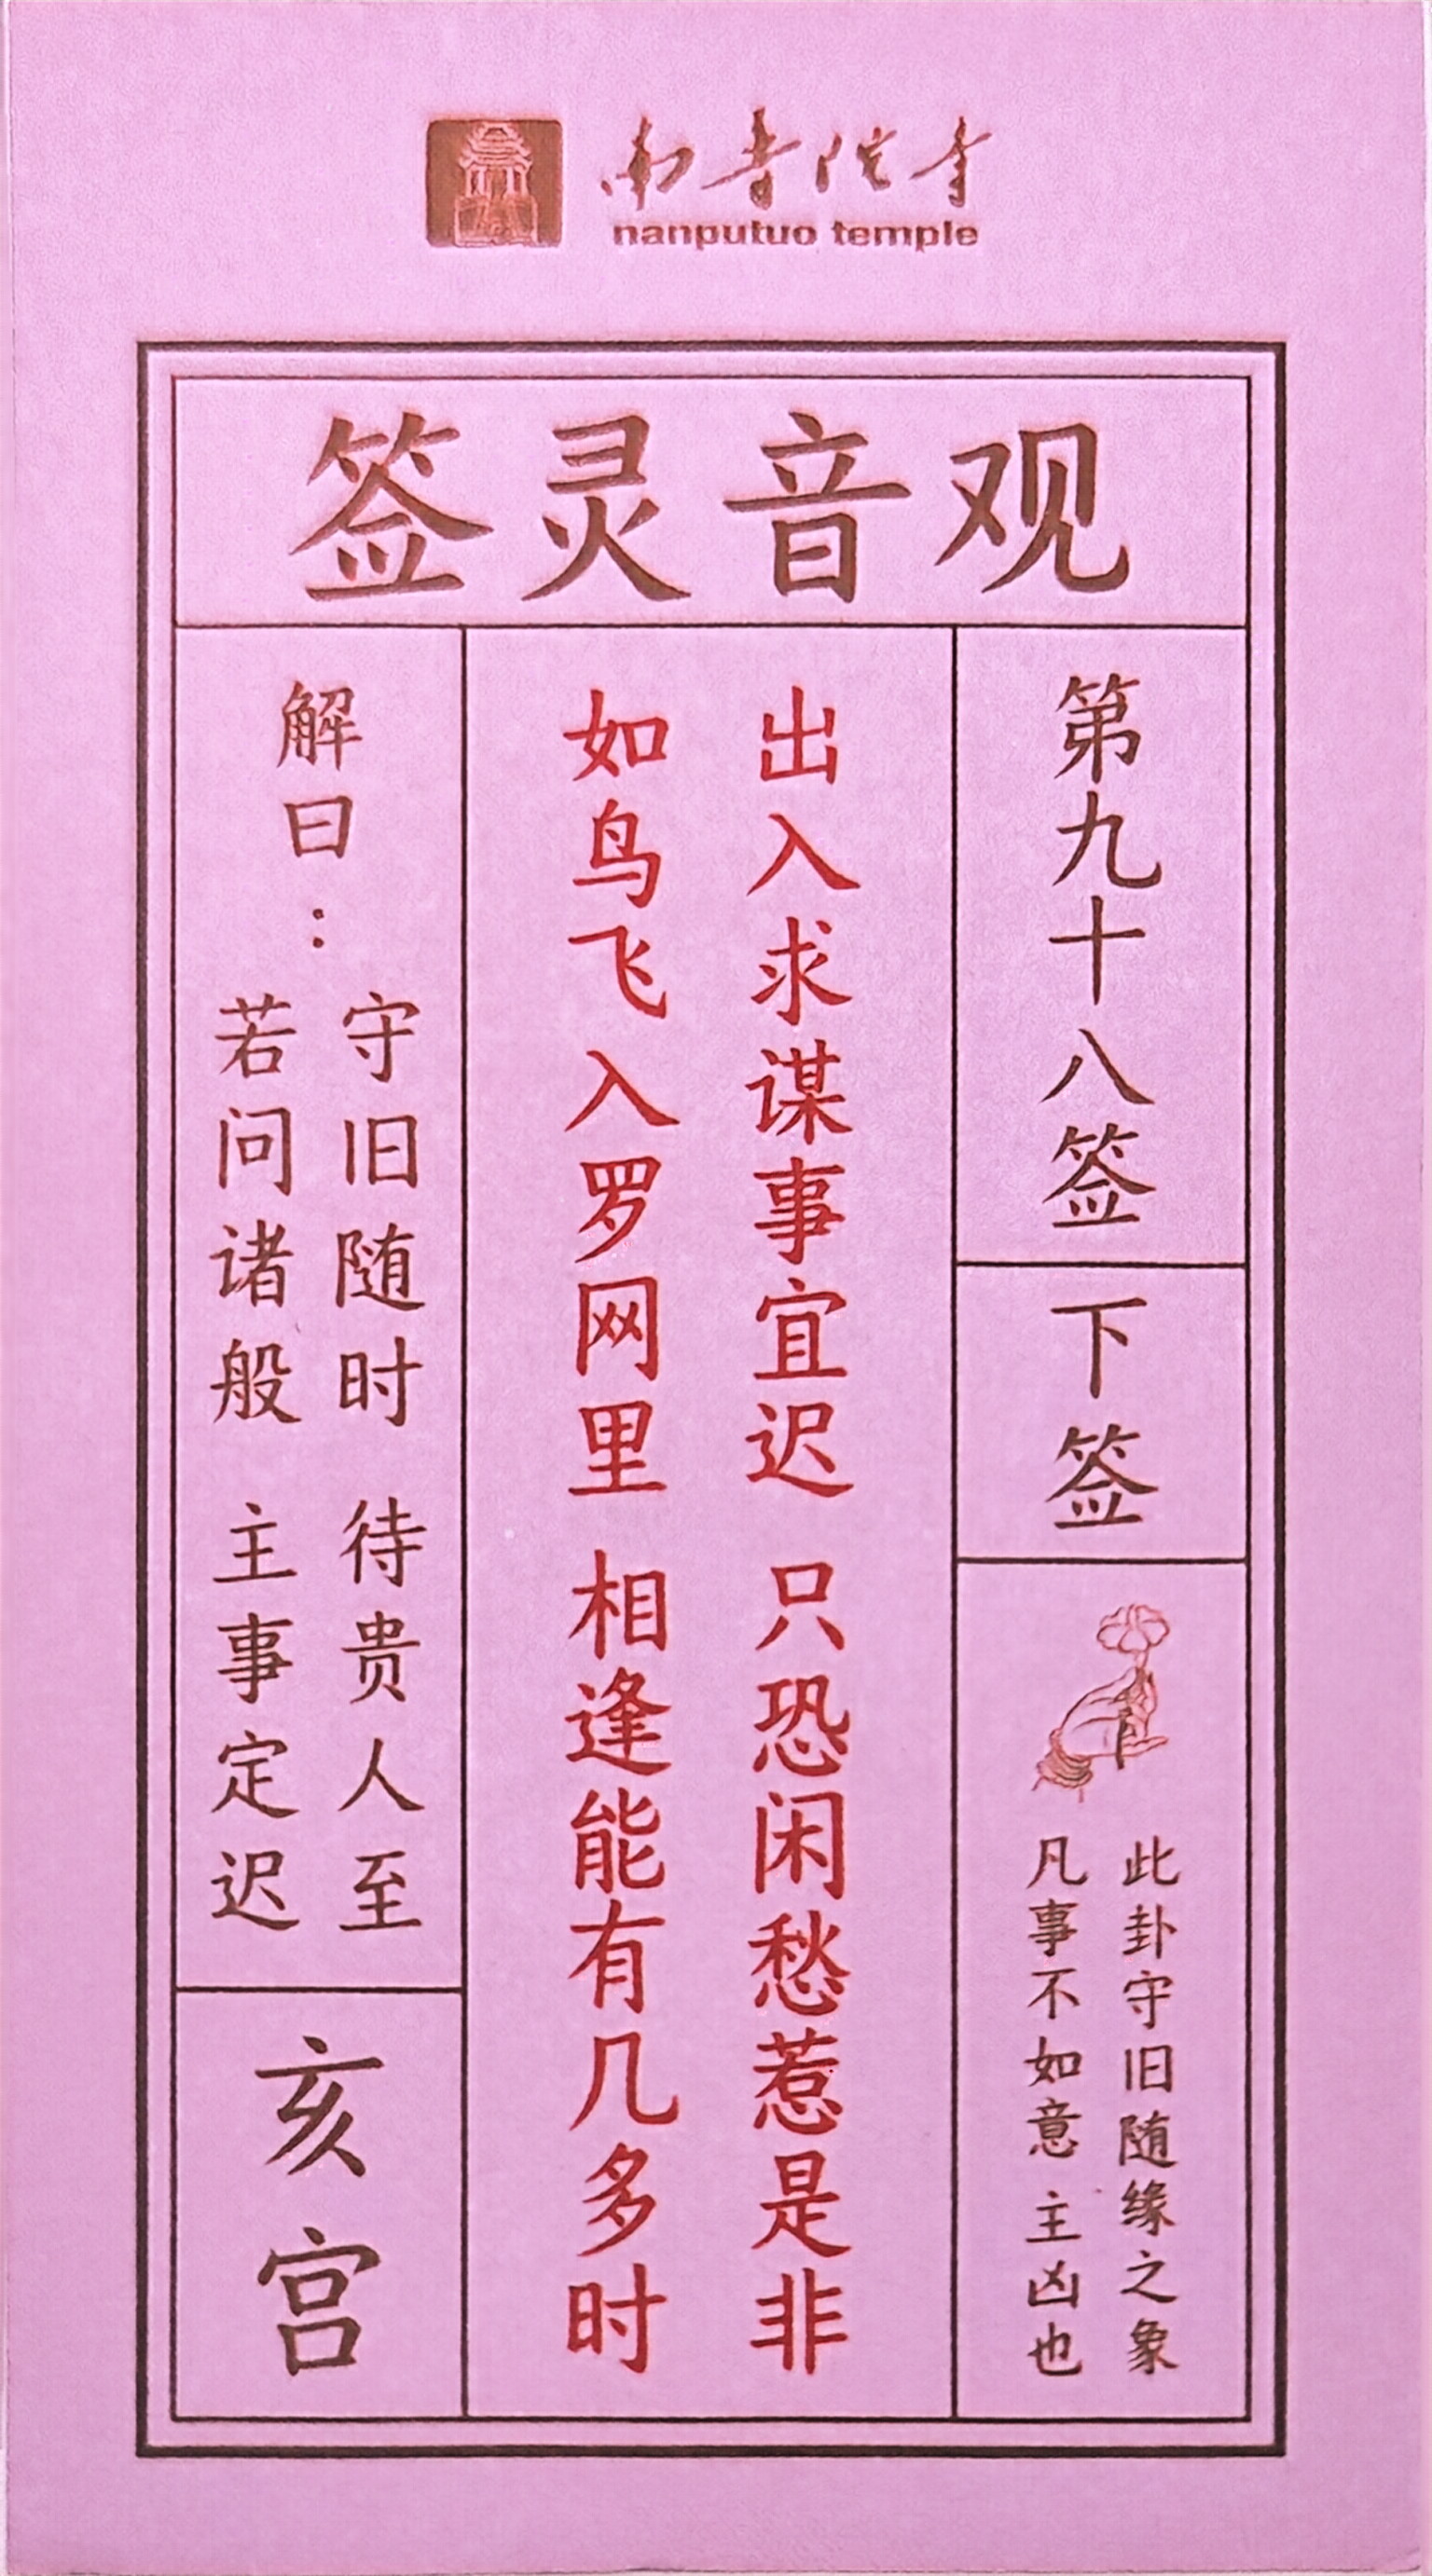 南普陀寺
nanputuo temple
观音灵签
第九十八签
下签
此卦守旧随缘之象
凡事不如意 主凶也
出入求谋事宜迟 只恐闲愁惹是非
如鸟飞入罗网里 相逢能有几多时
解曰：
守旧随时 待贵人至
若问诸般 主事定迟
亥宫